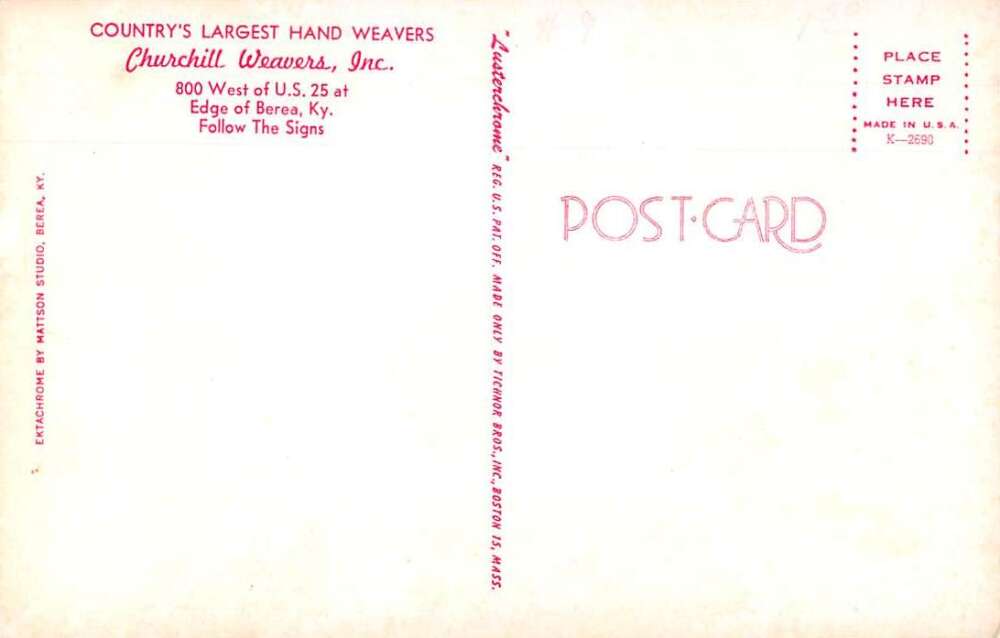 COUNTRY'S LARGEST HAND WEAVERS
Churchill Weavers, Inc.
800 West of U.S. 25 at
Edge of Berea, Ky.
Follow The Signs
EKTACHROME BY MATTSON STUDIO, BEREA, KY.
"Lusterchrome" REG. U.S. PAT. OFF. MADE ONLY BY TICHNOR BROS., INC., BOSTON 15, MASS.
PLACE
STAMP
HERE
MADE IN U.S.A.
K—2690
POST·CARD